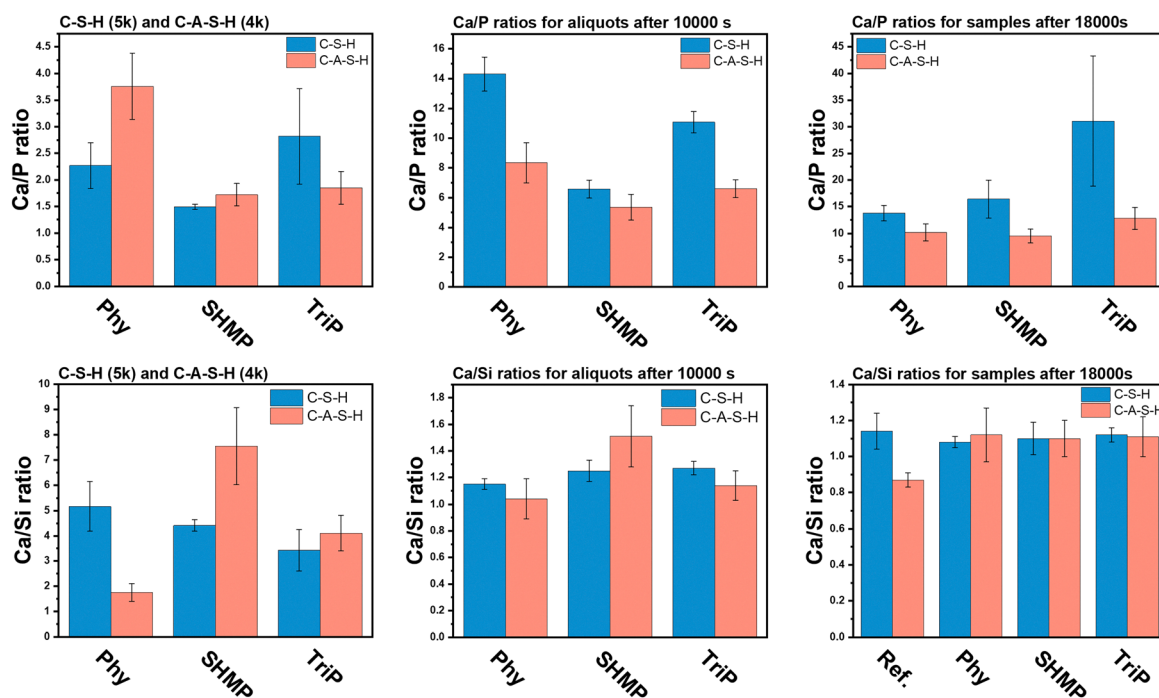 C-S-H (5k) and C-A-S-H (4k)
Ca/P ratio
4.5
4.0
3.5
3.0
2.5
2.0
1.5
1.0
0.5
0.0
C-S-H
C-A-S-H
Phy
SHMP
TriP
Ca/P ratios for aliquots after 10000 s
Ca/P ratio
16
14
12
10
8
6
4
2
0
C-S-H
C-A-S-H
Phy
SHMP
TriP
Ca/P ratios for samples after 18000s
Ca/P ratio
45
40
35
30
25
20
15
10
5
0
C-S-H
C-A-S-H
Phy
SHMP
TriP
C-S-H (5k) and C-A-S-H (4k)
Ca/Si ratio
10
9
8
7
6
5
4
3
2
1
0
C-S-H
C-A-S-H
Phy
SHMP
TriP
Ca/Si ratios for aliquots after 10000 s
Ca/Si ratio
1.8
1.6
1.4
1.2
1.0
0.8
0.6
0.4
0.2
0.0
C-S-H
C-A-S-H
Phy
SHMP
TriP
Ca/Si ratios for samples after 18000s
Ca/Si ratio
1.4
1.2
1.0
0.8
0.6
0.4
0.2
0.0
C-S-H
C-A-S-H
Ref.
Phy
SHMP
TriP